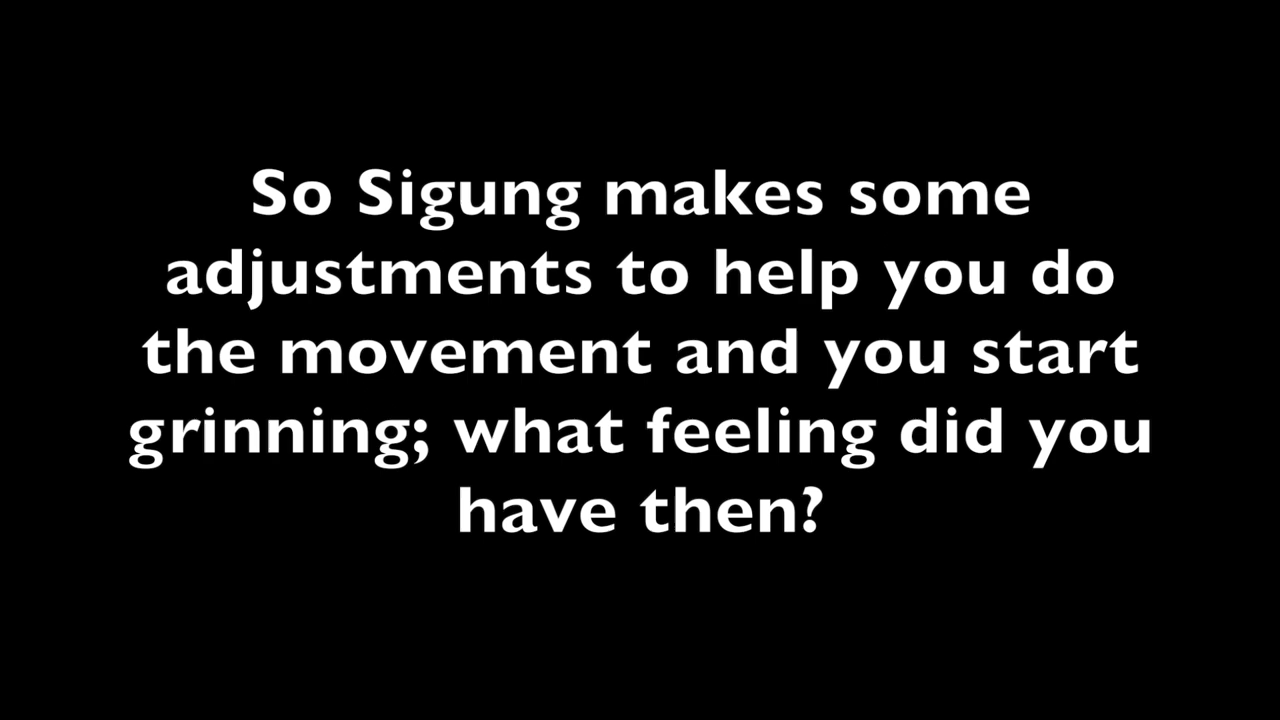 So Sigung makes some
adjustments to help you do
the movement and you start
grinning; what feeling did you
have then?